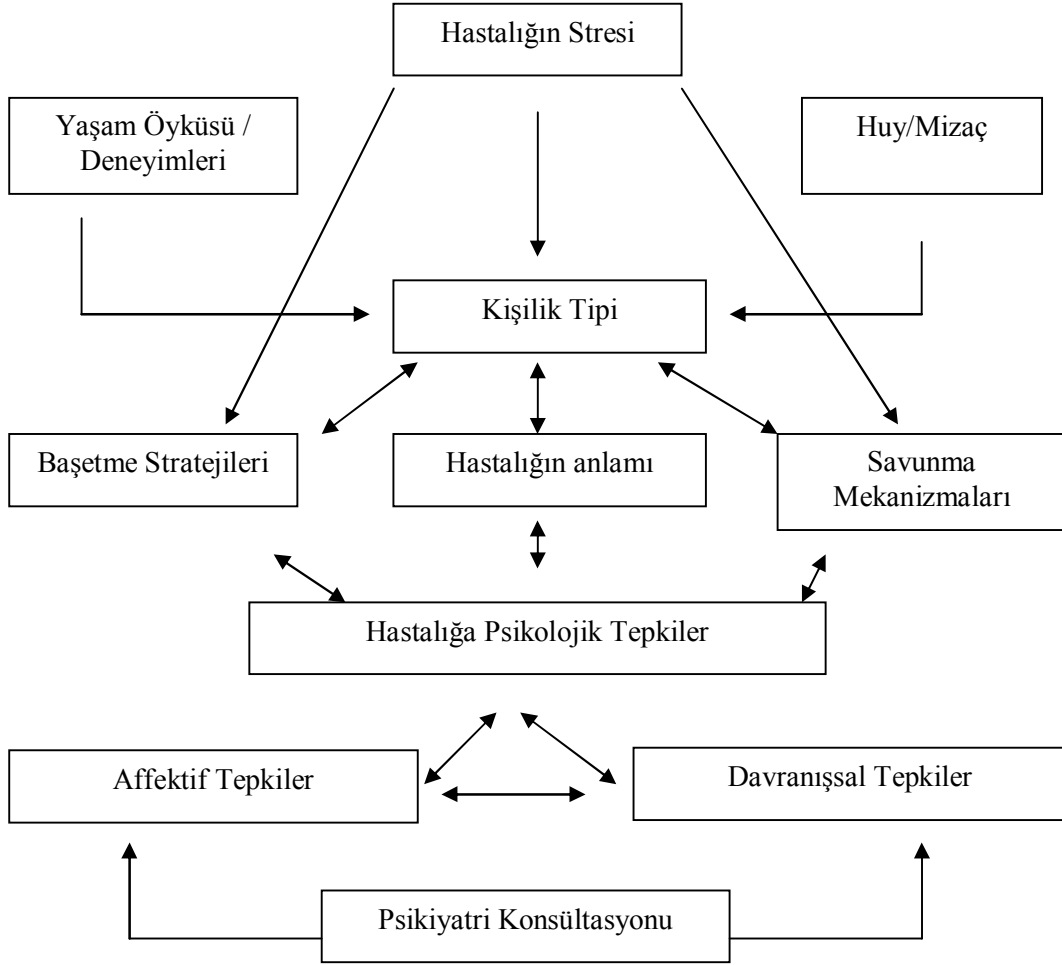 Hastalığın Stresi
Yaşam Öyküsü /
Deneyimleri
Huy/Mizaç
Kişilik Tipi
Başetme Stratejileri
Hastalığın anlamı
Savunma
Mekanizmaları
Hastalığa Psikolojik Tepkiler
Affektif Tepkiler
Davranışsal Tepkiler
Psikiyatri Konsültasyonu